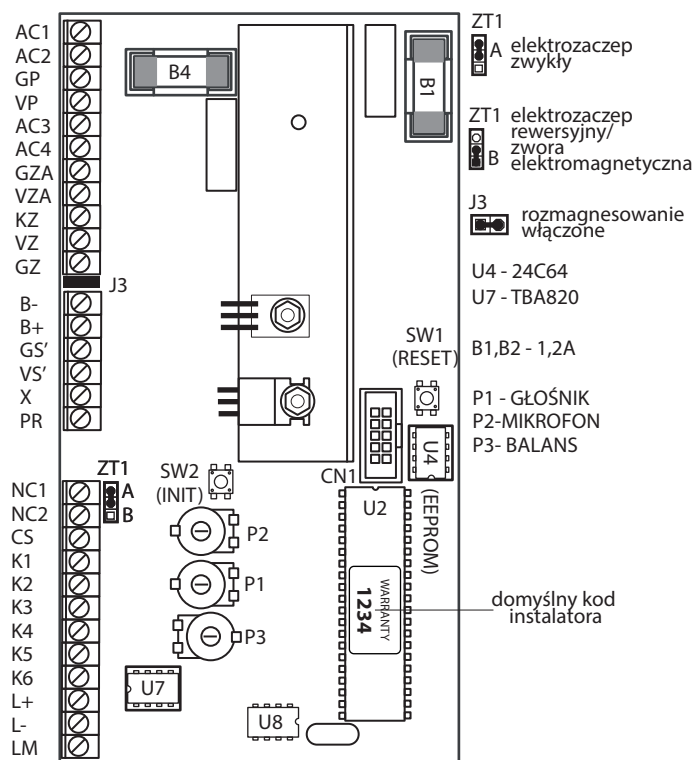 AC1
AC2
GP
VP
AC3
AC4
GZA
VZA
KZ
VZ
GZ
J3
B-
B+
GS’
VS’
X
PR
ZT1
NC1
A
NC2
B
CS
K1
K2
K3
K4
K5
K6
L+
L-
LM
B4
B1
SW1
(RESET)
SW2
(INIT)
CN1
U4
(EEPROM)
U2
P2
P1
P3
WARRANTY
1234
U7
U8
ZT1
A elektrozaczep
zwykły
ZT1 elektrozaczep
rewersyjny/
zwora
B elektromagnetyczna
J3
rozmagnesowanie
włączone
U4 - 24C64
U7 - TBA820
B1,B2 - 1,2A
P1 - GŁOŚNIK
P2-MIKROFON
P3- BALANS
domyślny kod
instalatora